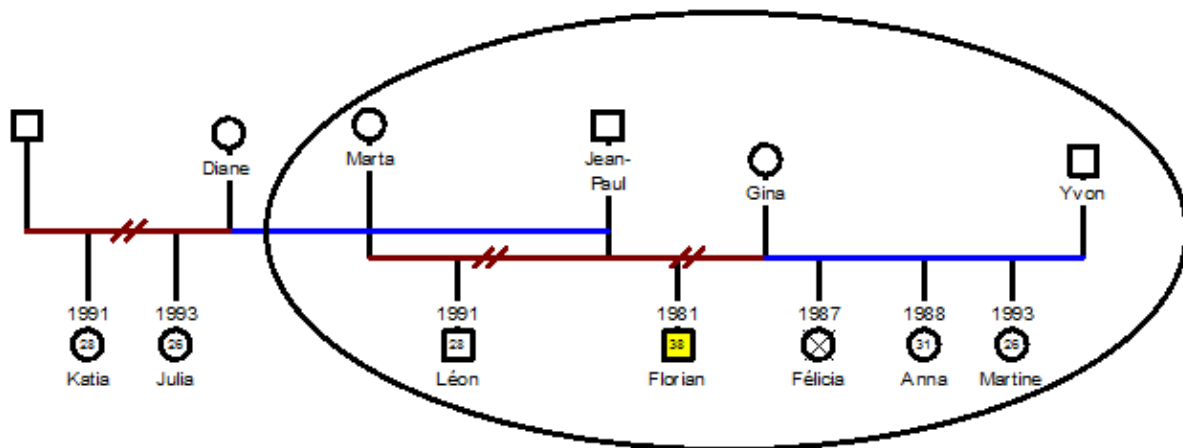 Diane
Marta
Jean-
Paul
Gina
Yvon
1991
1993
1991
1981
1987
1988
1993
28
26
28
38
31
26
Katia
Julia
Léon
Florian
Félicia
Anna
Martine